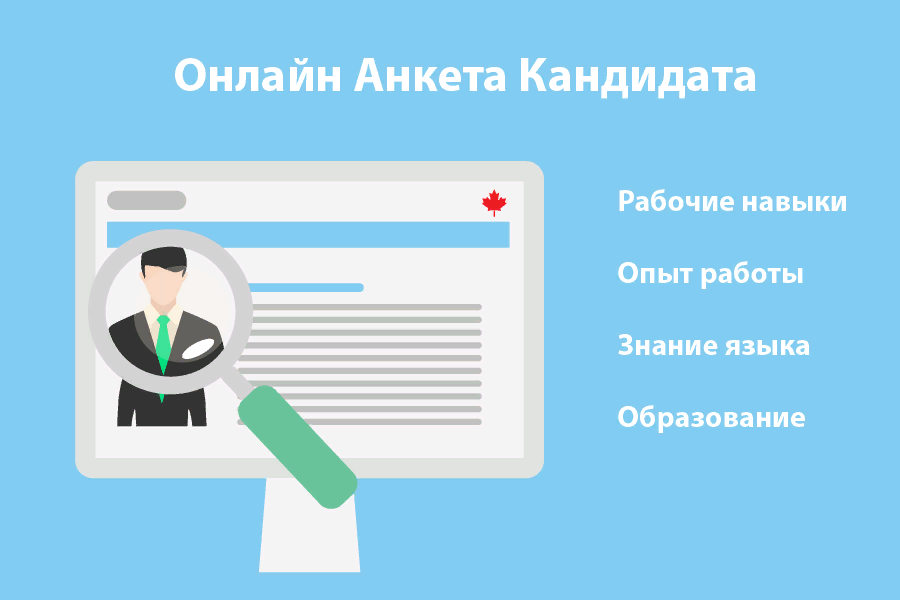 Онлайн Анкета Кандидата
Рабочие навыки
Опыт работы
Знание языка
Образование